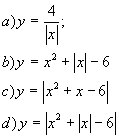 a) y = 4/|x|;
b) y = x² + |x| − 6
c) y = |x² + x − 6|
d) y = |x² + |x| − 6|